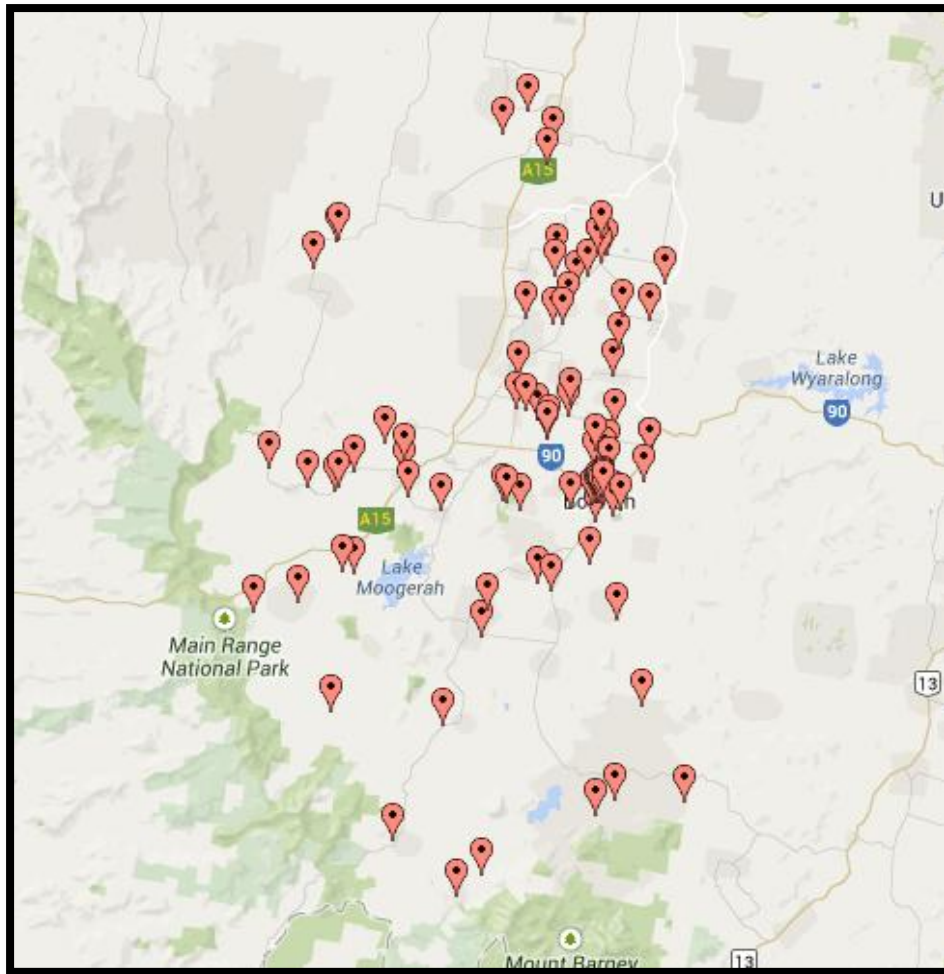 A15
U
Lake
Wyaralong
90
90
A15
Lake
Moogerah
Main Range
National Park
13
13
Mount Barney